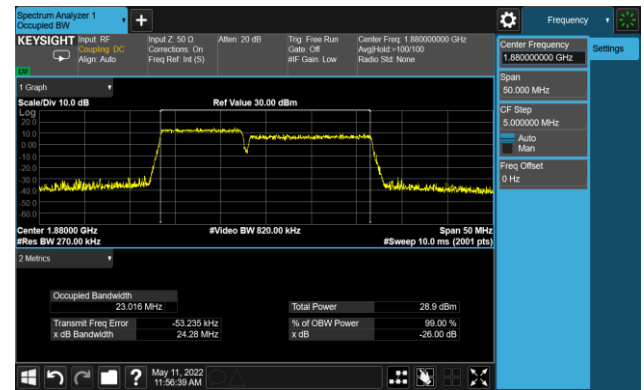 Spectrum Analyzer 1
Occupied BW
Frequency
KEYSIGHT
Input: RF
Coupling: DC
Align: Auto
Input Z: 50 Ω
Corrections: On
Freq Ref: Int (S)
Atten: 20 dB
Trig: Free Run
Gate: Off
#IF Gain: Low
Center Freq: 1.880000000 GHz
Avg|Hold:>100/100
Radio Std: None
Center Frequency
1.880000000 GHz
Settings
Span
50.000 MHz
CF Step
5.000000 MHz
Auto
Man
Freq Offset
0 Hz
1 Graph
Scale/Div 10.0 dB
Ref Value 30.00 dBm
Log
20.0
10.0
0.00
-10.0
-20.0
-30.0
-40.0
-50.0
-60.0
Center 1.88000 GHz
#Res BW 270.00 kHz
#Video BW 820.00 kHz
Span 50 MHz
#Sweep 10.0 ms (2001 pts)
2 Metrics
Occupied Bandwidth
23.016 MHz
Total Power 28.9 dBm
Transmit Freq Error -53.235 kHz
% of OBW Power 99.00 %
x dB Bandwidth 24.28 MHz
x dB -26.00 dB
?
May 11, 2022
11:56:39 AM